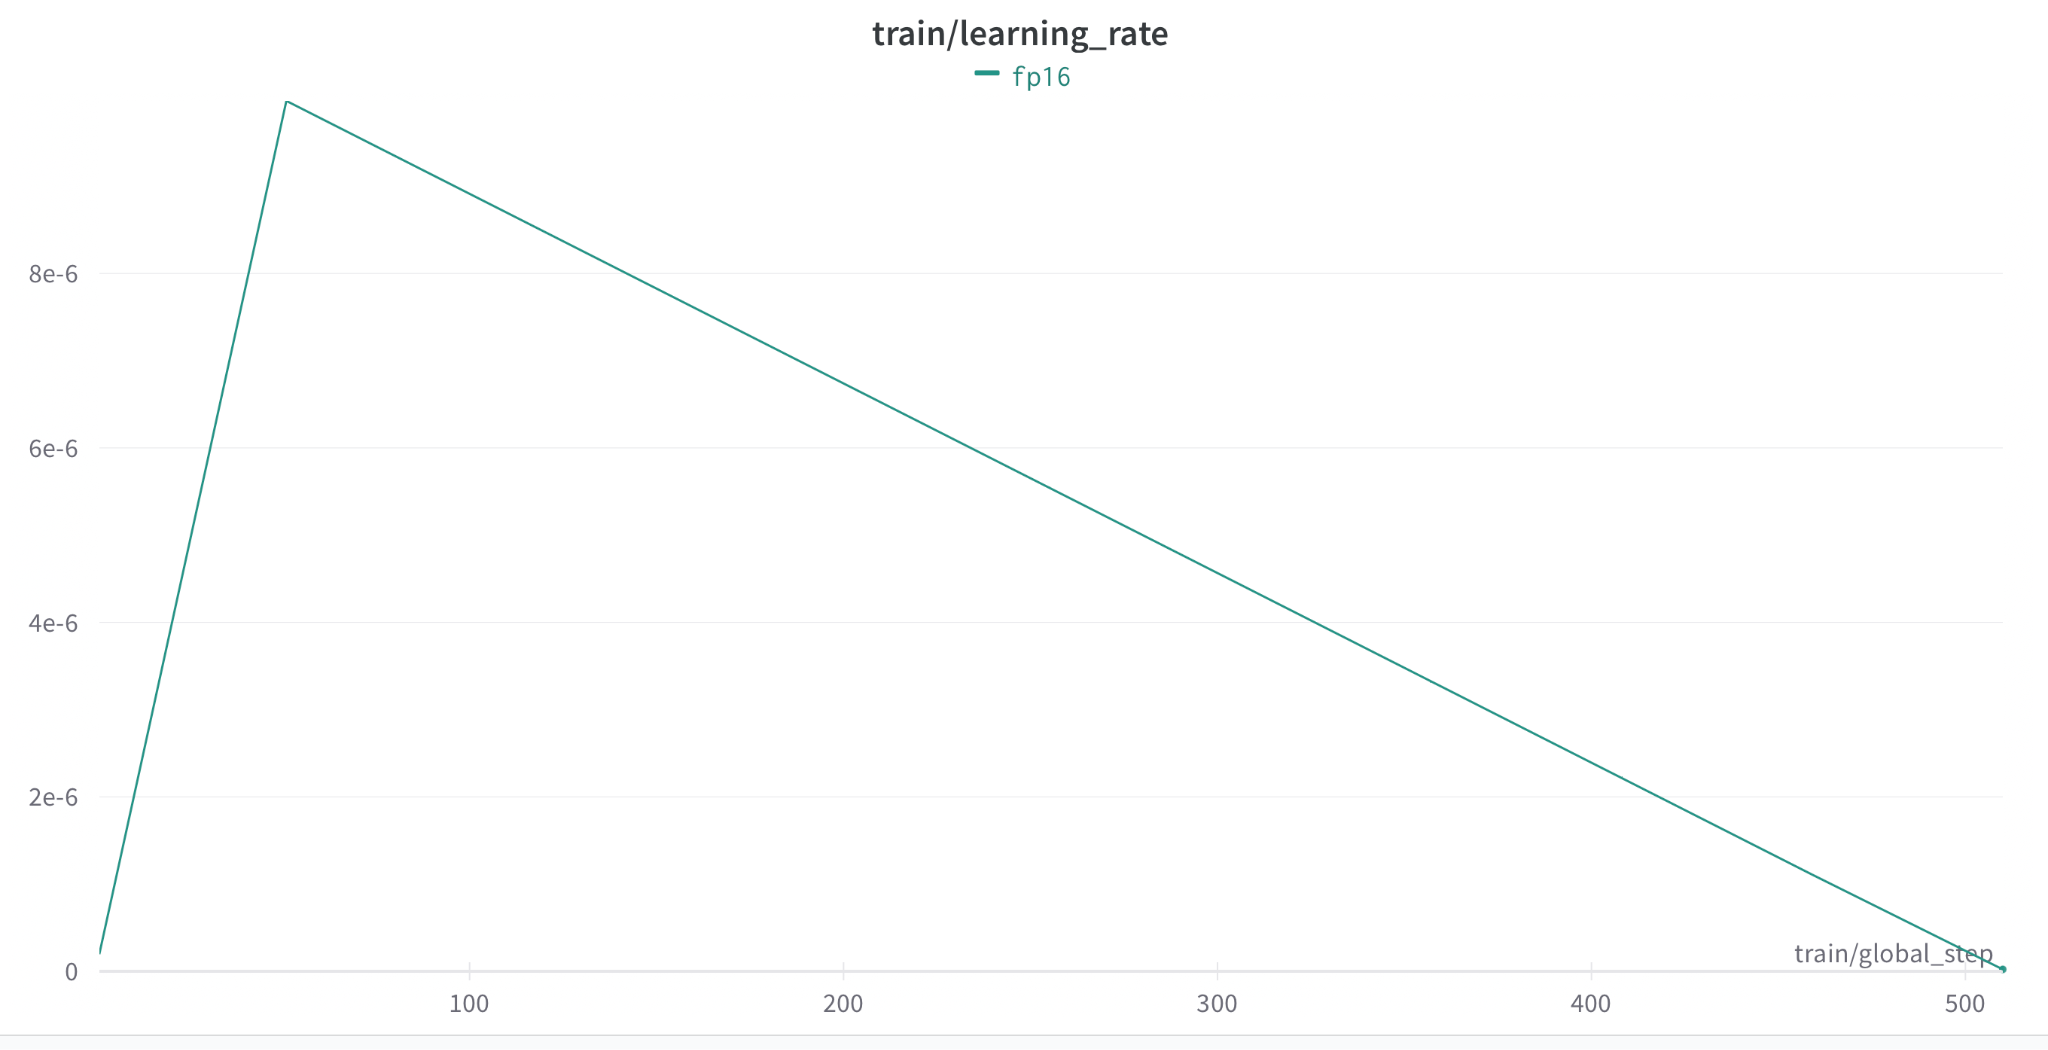 train/learning_rate
fp16
8e-6
6e-6
4e-6
2e-6
0
train/global_step
100 200 300 400 500